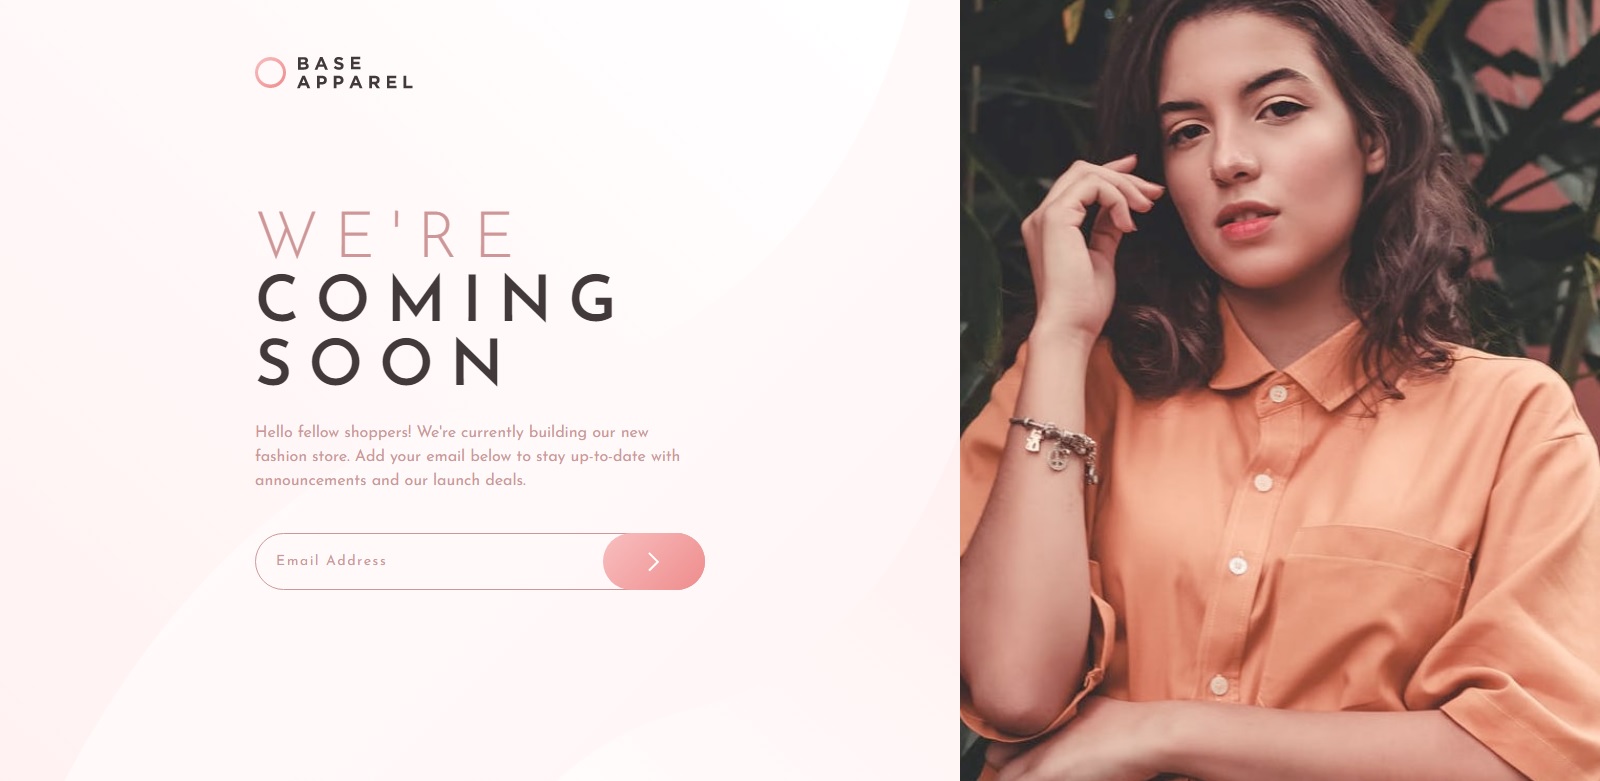 BASE
APPAREL
WE'RE
COMING
SOON
Hello fellow shoppers! We're currently building our new
fashion store. Add your email below to stay up-to-date with
announcements and our launch deals.
Email Address